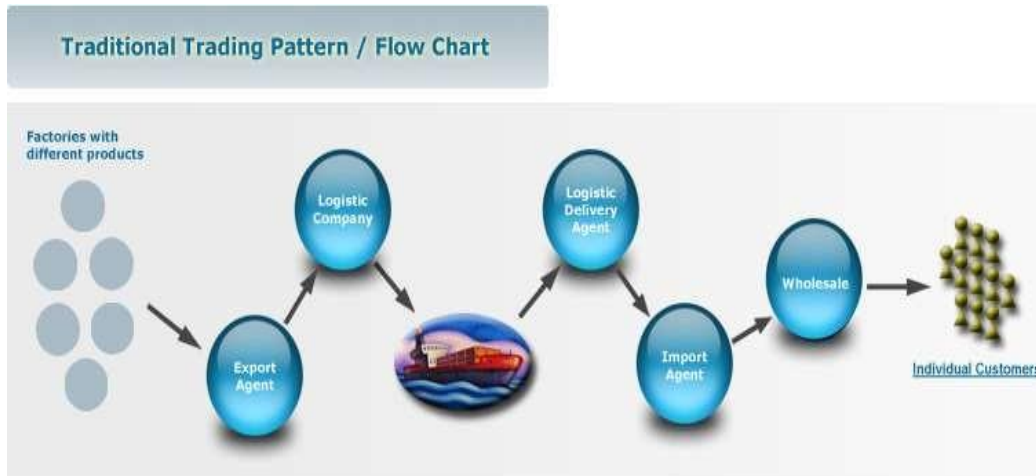 Traditional Trading Pattern / Flow Chart
Factories with
different products
Export
Agent
Logistic
Company
Logistic
Delivery
Agent
Import
Agent
Wholesale
Individual Customers